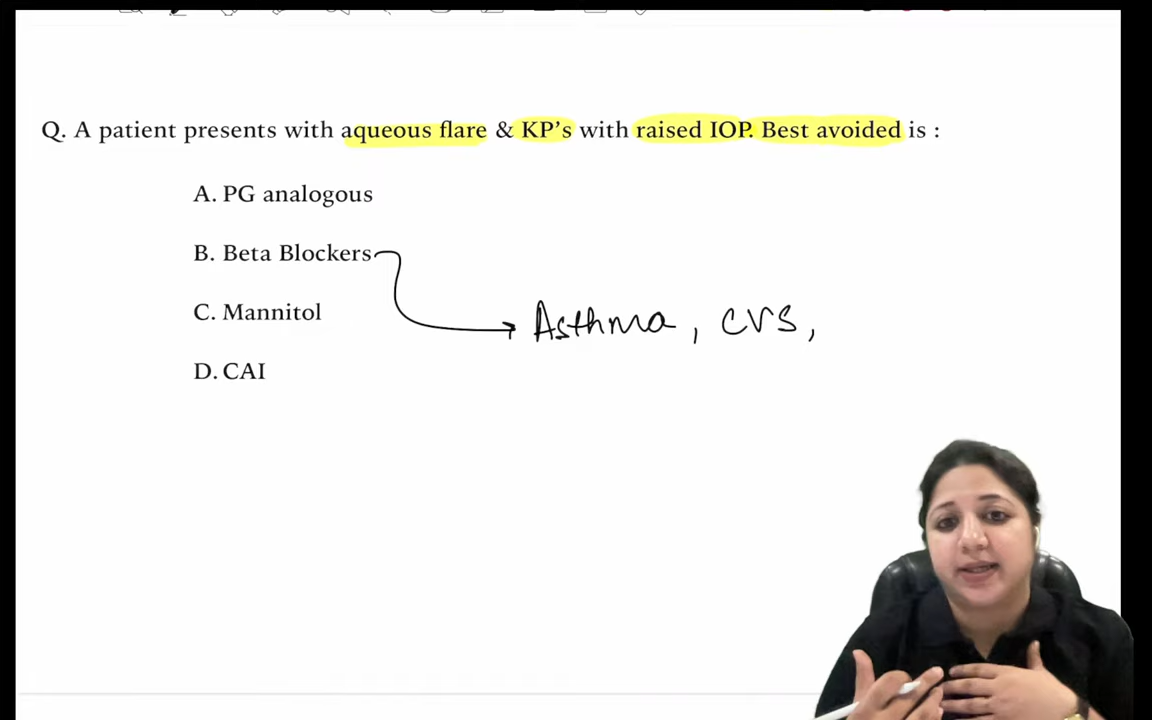 Q. A patient presents with aqueous flare & KP's with raised IOP. Best avoided is :
A. PG analogous
B. Beta Blockers
C. Mannitol
Asthma, CVS,
D. CAI